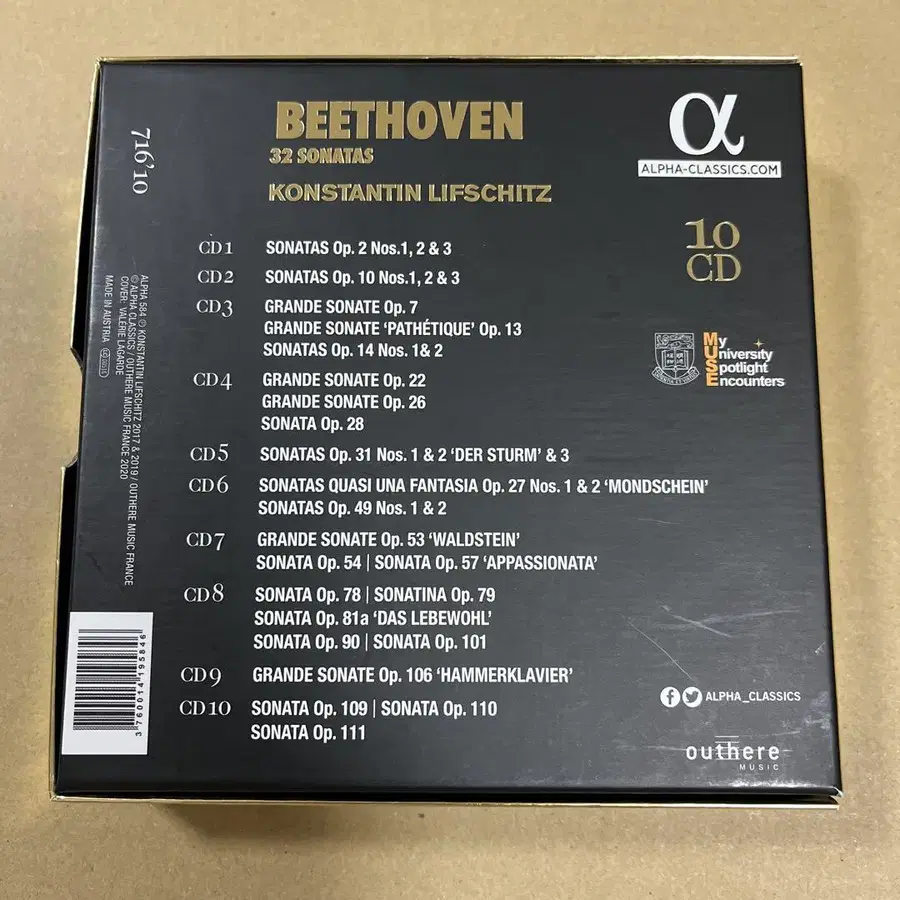 BEETHOVEN
32 SONATAS
KONSTANTIN LIFSCHITZ
α
ALPHA-CLASSICS.COM
10
CD
716'10
CD1 SONATAS Op. 2 Nos.1, 2 & 3
CD2 SONATAS Op. 10 Nos.1, 2 & 3
CD3 GRANDE SONATE Op. 7
GRANDE SONATE ‘PATHÉTIQUE’ Op. 13
SONATAS Op. 14 Nos. 1& 2
CD4 GRANDE SONATE Op. 22
GRANDE SONATE Op. 26
SONATA Op. 28
CD5 SONATAS Op. 31 Nos. 1 & 2 ‘DER STURM’ & 3
CD6 SONATAS QUASI UNA FANTASIA Op. 27 Nos. 1 & 2 ‘MONDSCHEIN’
SONATAS Op. 49 Nos. 1 & 2
CD7 GRANDE SONATE Op. 53 ‘WALDSTEIN’
SONATA Op. 54 | SONATA Op. 57 ‘APPASSIONATA’
CD8 SONATA Op. 78 | SONATINA Op. 79
SONATA Op. 81a ‘DAS LEBEWOHL’
SONATA Op. 90 | SONATA Op. 101
CD9 GRANDE SONATE Op. 106 ‘HAMMERKLAVIER’
CD10 SONATA Op. 109 | SONATA Op. 110
SONATA Op. 111
My
University
Spotlight
Encounters
ALPHA 584 ℗ KONSTANTIN LIFSCHITZ 2017 & 2019 / OUTHERE MUSIC FRANCE
© ALPHA CLASSICS / OUTHERE MUSIC FRANCE 2020
COVER: VALÉRIE LAGARDE
MADE IN AUSTRIA
3 760014 195846
ALPHA_CLASSICS
outhere
MUSIC